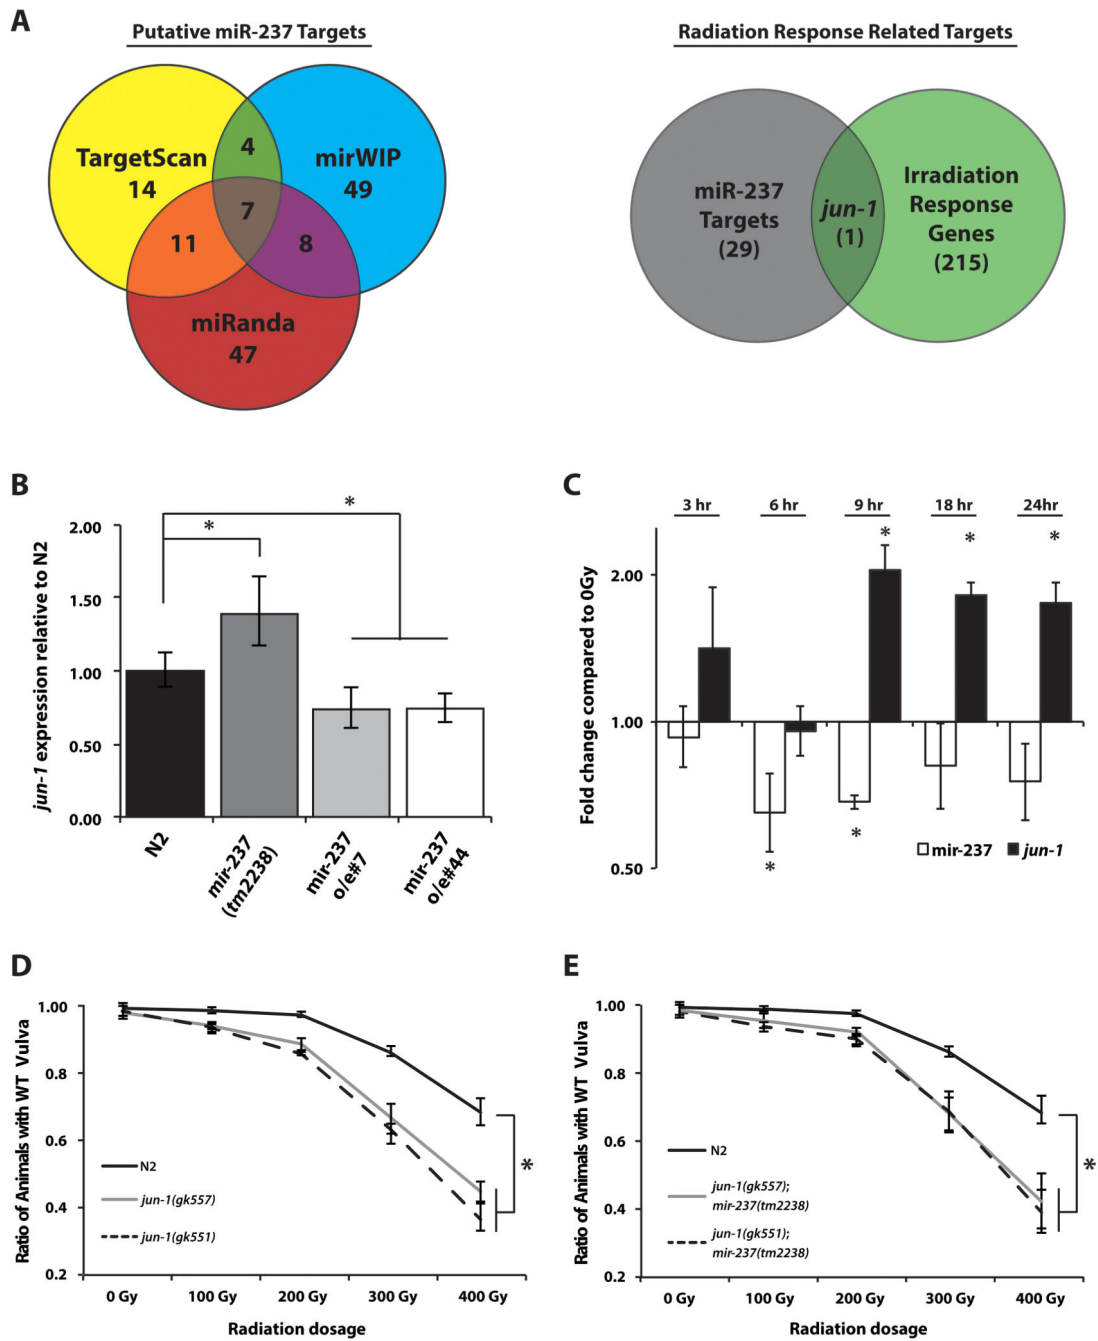 A
Putative miR-237 Targets
TargetScan
14
4
mirWIP
49
7
11
8
miRanda
47
Radiation Response Related Targets
miR-237
Targets
(29)
jun-1
(1)
Irradiation
Response
Genes
(215)
B
jun-1 expression relative to N2
2.00
1.50
1.00
0.50
0.00
*
*
N2
mir-237
(tm2238)
mir-237
o/e#7
mir-237
o/e#44
C
3 hr
6 hr
9 hr
18 hr
24hr
Fold change compared to 0Gy
2.00
1.00
0.50
*
*
*
*
*
mir-237
jun-1
D
Ratio of Animals with WT Vulva
1.00
0.8
0.6
0.4
0.2
N2
jun-1(gk557)
jun-1(gk551)
*
0 Gy
100 Gy
200 Gy
300 Gy
400 Gy
Radiation dosage
E
Ratio of Animals with WT Vulva
1.00
0.8
0.6
0.4
0.2
N2
jun-1(gk557);
mir-237(tm2238)
jun-1(gk551);
mir-237(tm2238)
*
0 Gy
100 Gy
200 Gy
300 Gy
400 Gy
Radiation dosage